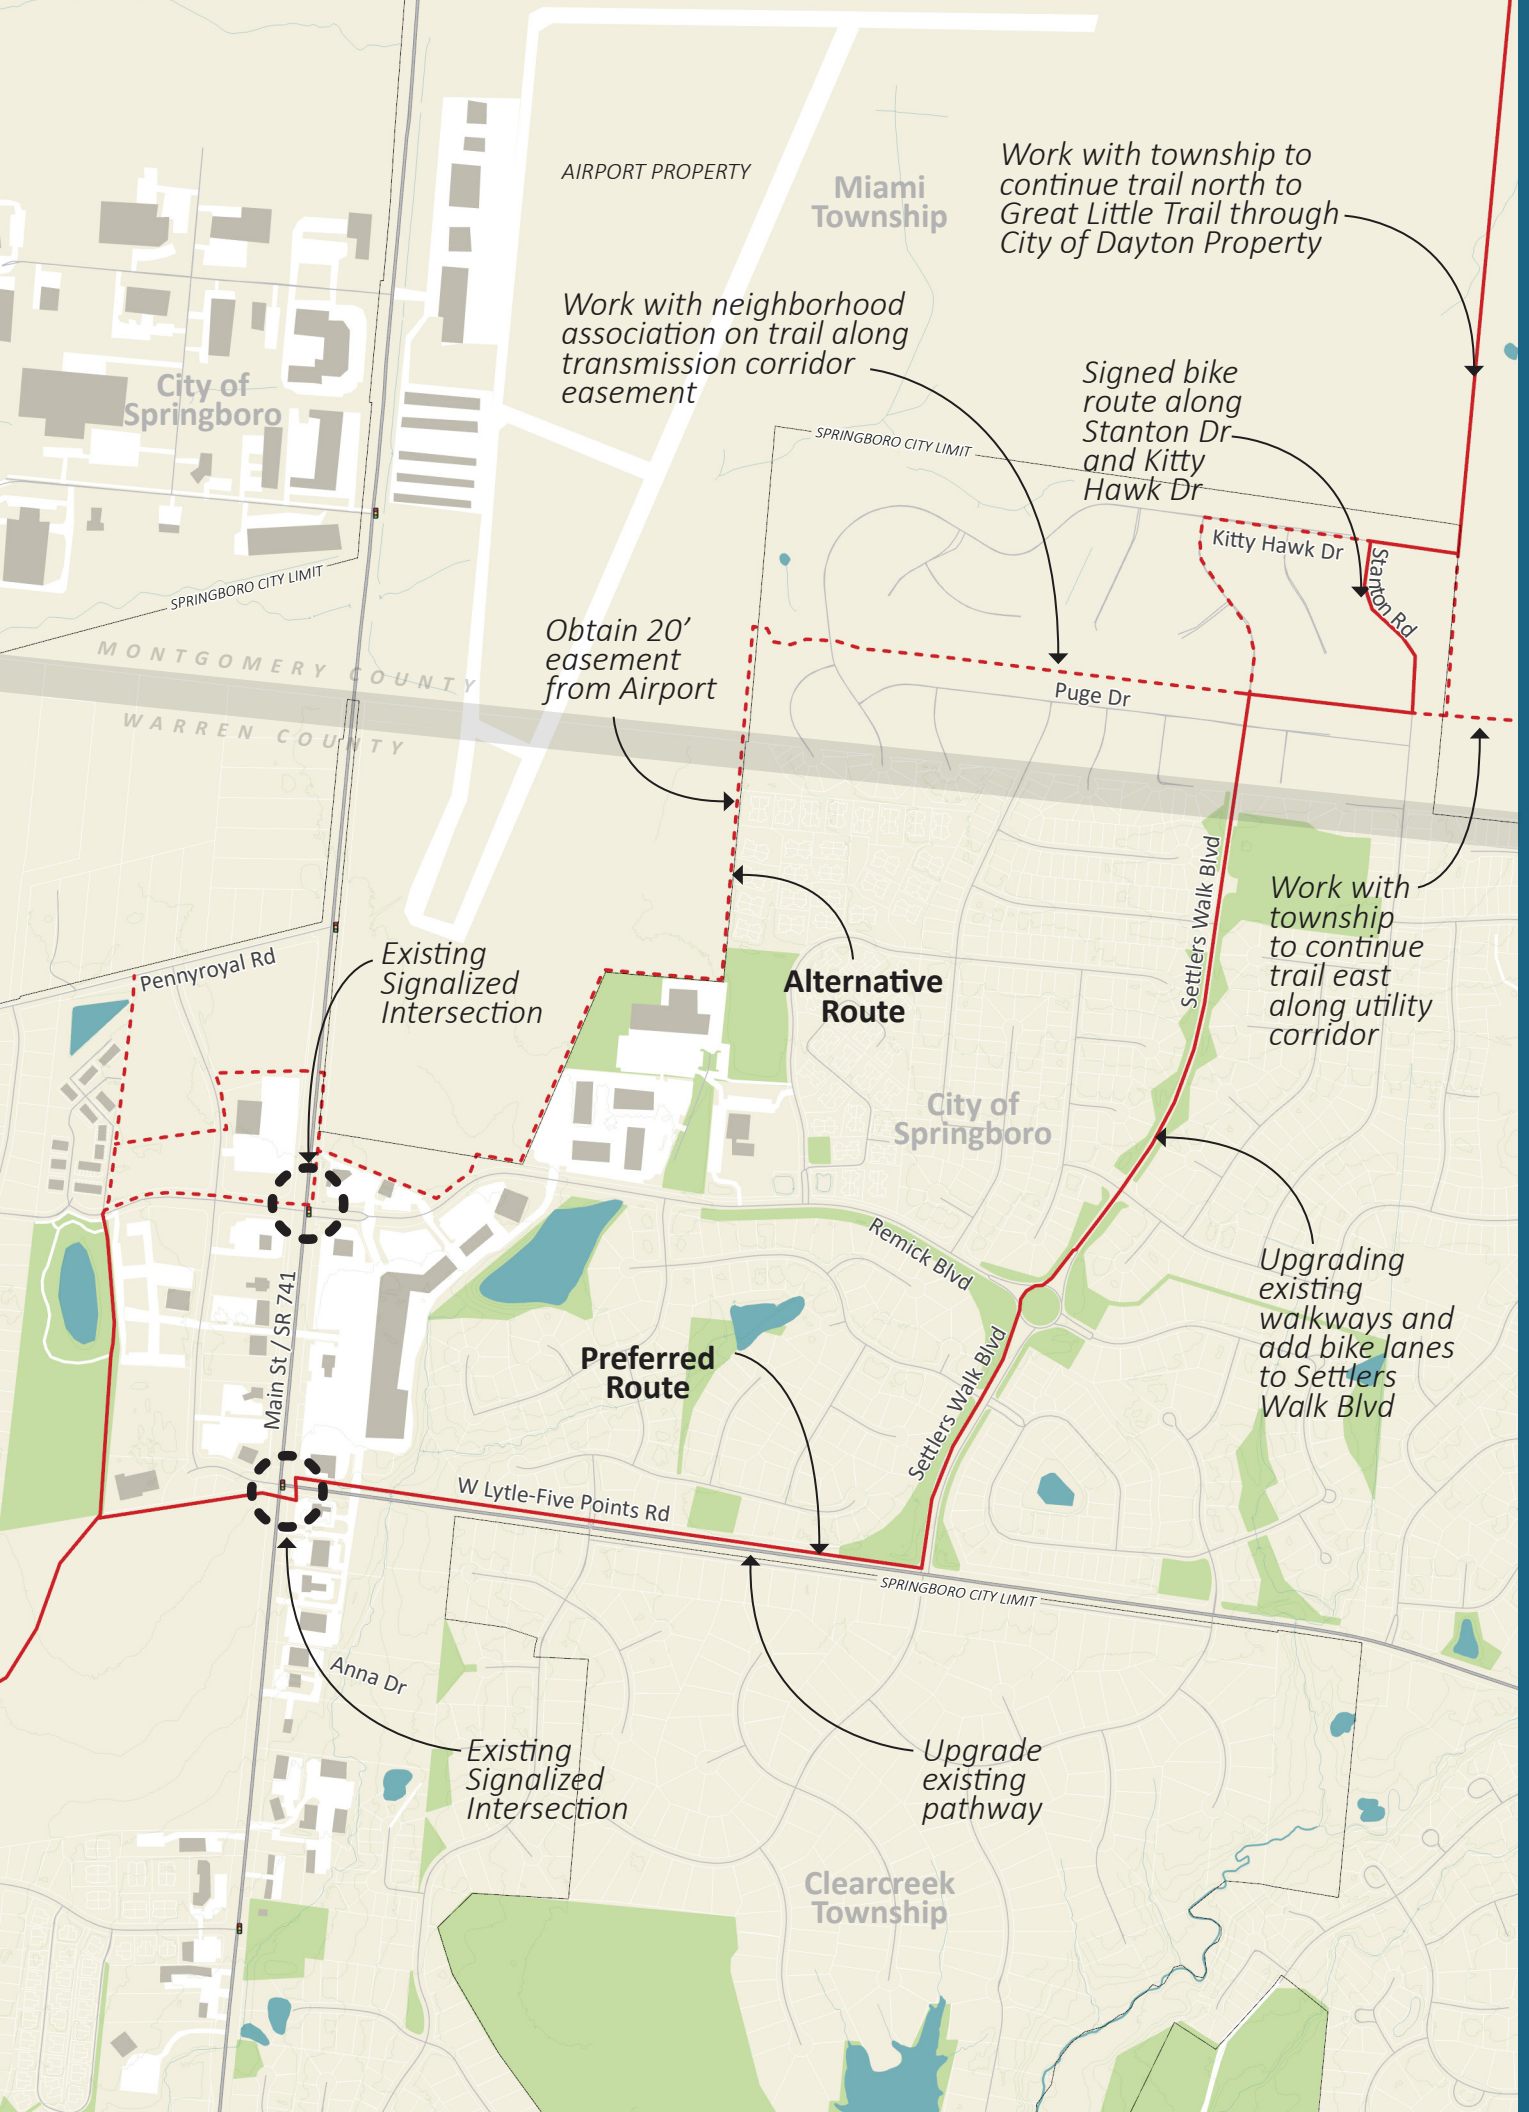 AIRPORT PROPERTY
Miami
Township
Work with township to
continue trail north to
Great Little Trail through
City of Dayton Property
Work with neighborhood
association on trail along
transmission corridor
easement
Signed bike
route along
Stanton Dr
and Kitty
Hawk Dr
City of
Springboro
SPRINGBORO CITY LIMIT
Kitty Hawk Dr
Stanton Rd
SPRINGBORO CITY LIMIT
Obtain 20’
easement
from Airport
MONTGOMERY COUNTY
WARREN COUNTY
Puge Dr
Settlers Walk Blvd
Work with
township
to continue
trail east
along utility
corridor
Pennyroyal Rd
Existing
Signalized
Intersection
Alternative
Route
City of
Springboro
Remick Blvd
Upgrading
existing
walkways and
add bike lanes
to Settlers
Walk Blvd
Main St / SR 741
Preferred
Route
Settlers Walk Blvd
W Lytle-Five Points Rd
SPRINGBORO CITY LIMIT
Anna Dr
Existing
Signalized
Intersection
Upgrade
existing
pathway
Clearcreek
Township